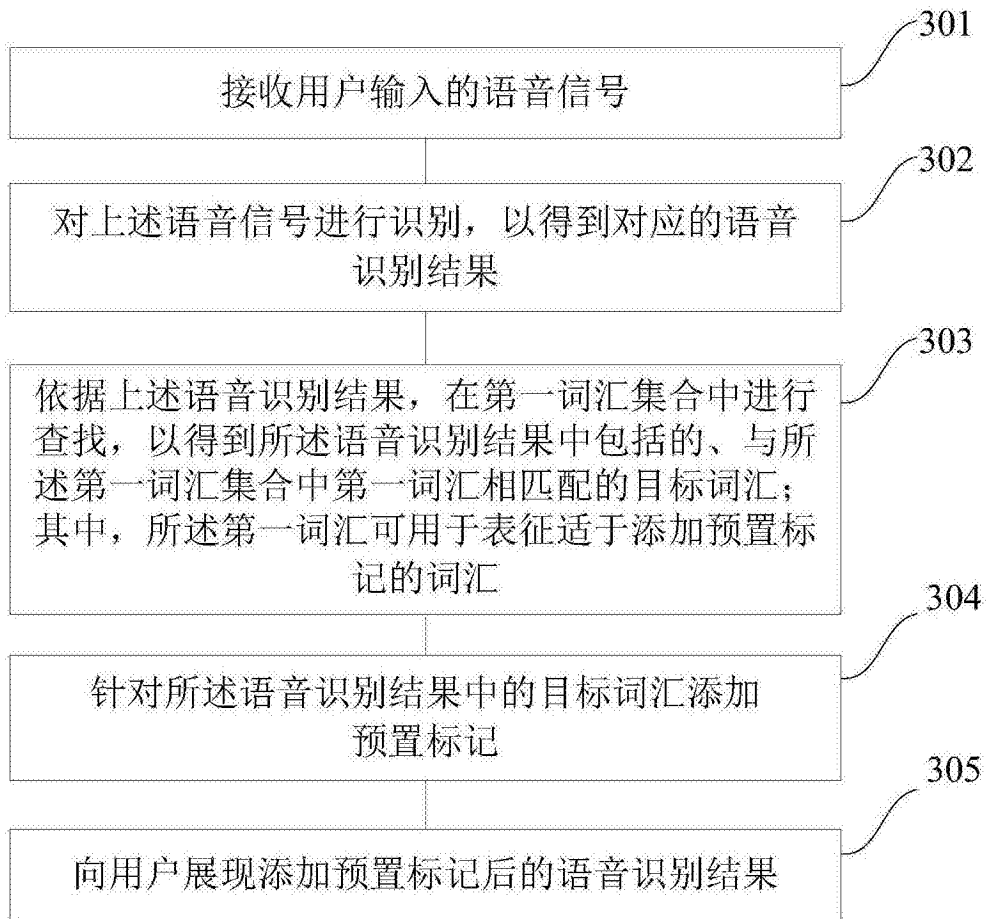 301
接收用户输入的语音信号
302
对上述语音信号进行识别，以得到对应的语音
识别结果
303
依据上述语音识别结果，在第一词汇集合中进行
查找，以得到所述语音识别结果中包括的、与所
述第一词汇集合中第一词汇相匹配的目标词汇；
其中，所述第一词汇可用于表征适于添加预置标
记的词汇
304
针对所述语音识别结果中的目标词汇添加
预置标记
305
向用户展现添加预置标记后的语音识别结果